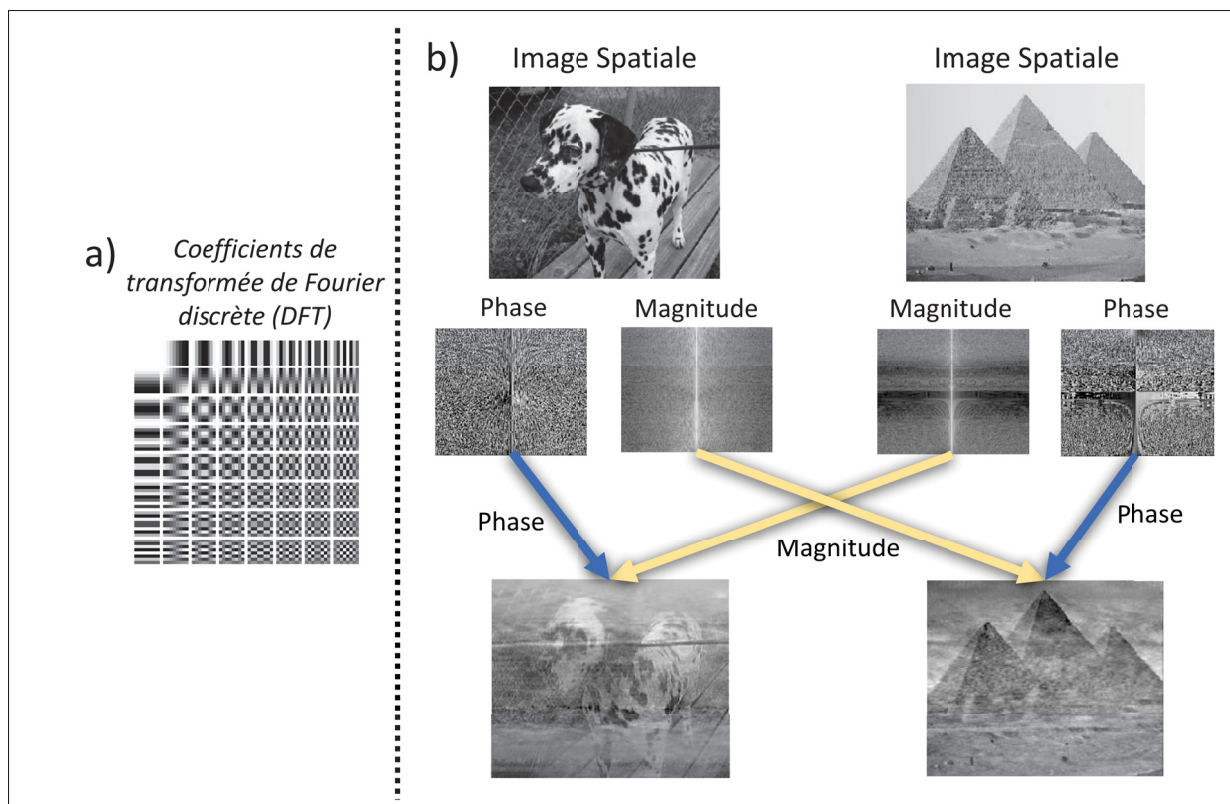 a)
Coefficients de
transformée de Fourier
discrète (DFT)
b)
Image Spatiale
Image Spatiale
Phase
Magnitude
Magnitude
Phase
Phase
Magnitude
Phase